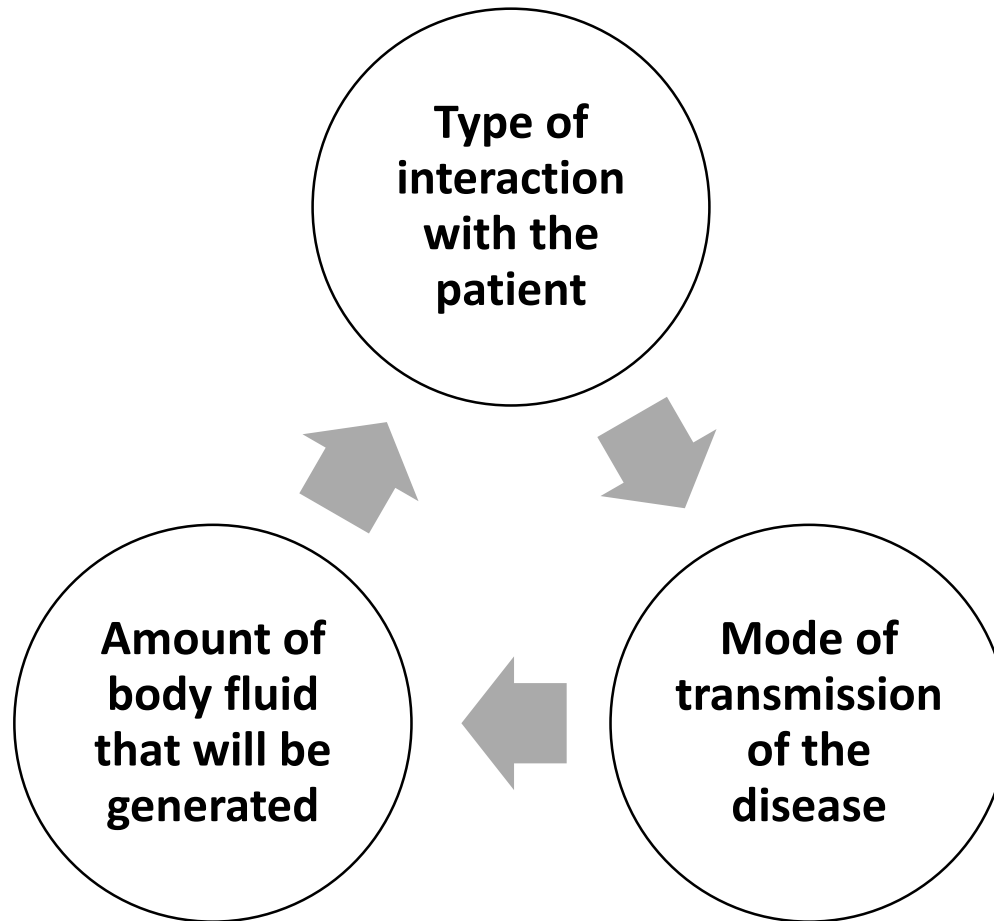 Type of
interaction
with the
patient
Mode of
transmission
of the
disease
Amount of
body fluid
that will be
generated